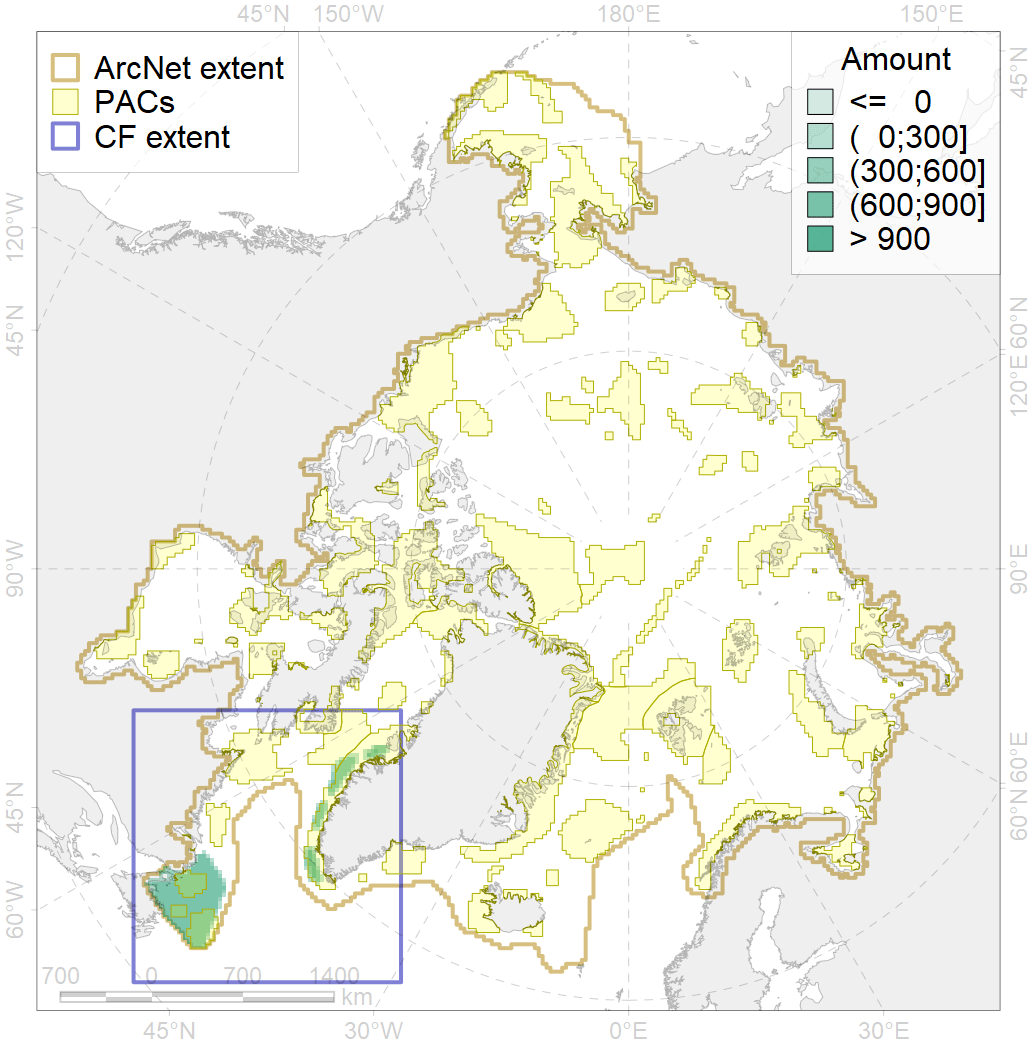 45°N 150°W 180°E 150°E
ArcNet extent
PACs
CF extent
Amount
<= 0
( 0;300]
(300;600]
(600;900]
> 900
45°N
120°W
60°N
45°N
120°E
90°W
90°E
60°E
45°N
60°N
60°W
700 0 700 1400
km
45°N 30°W 0°E 30°E